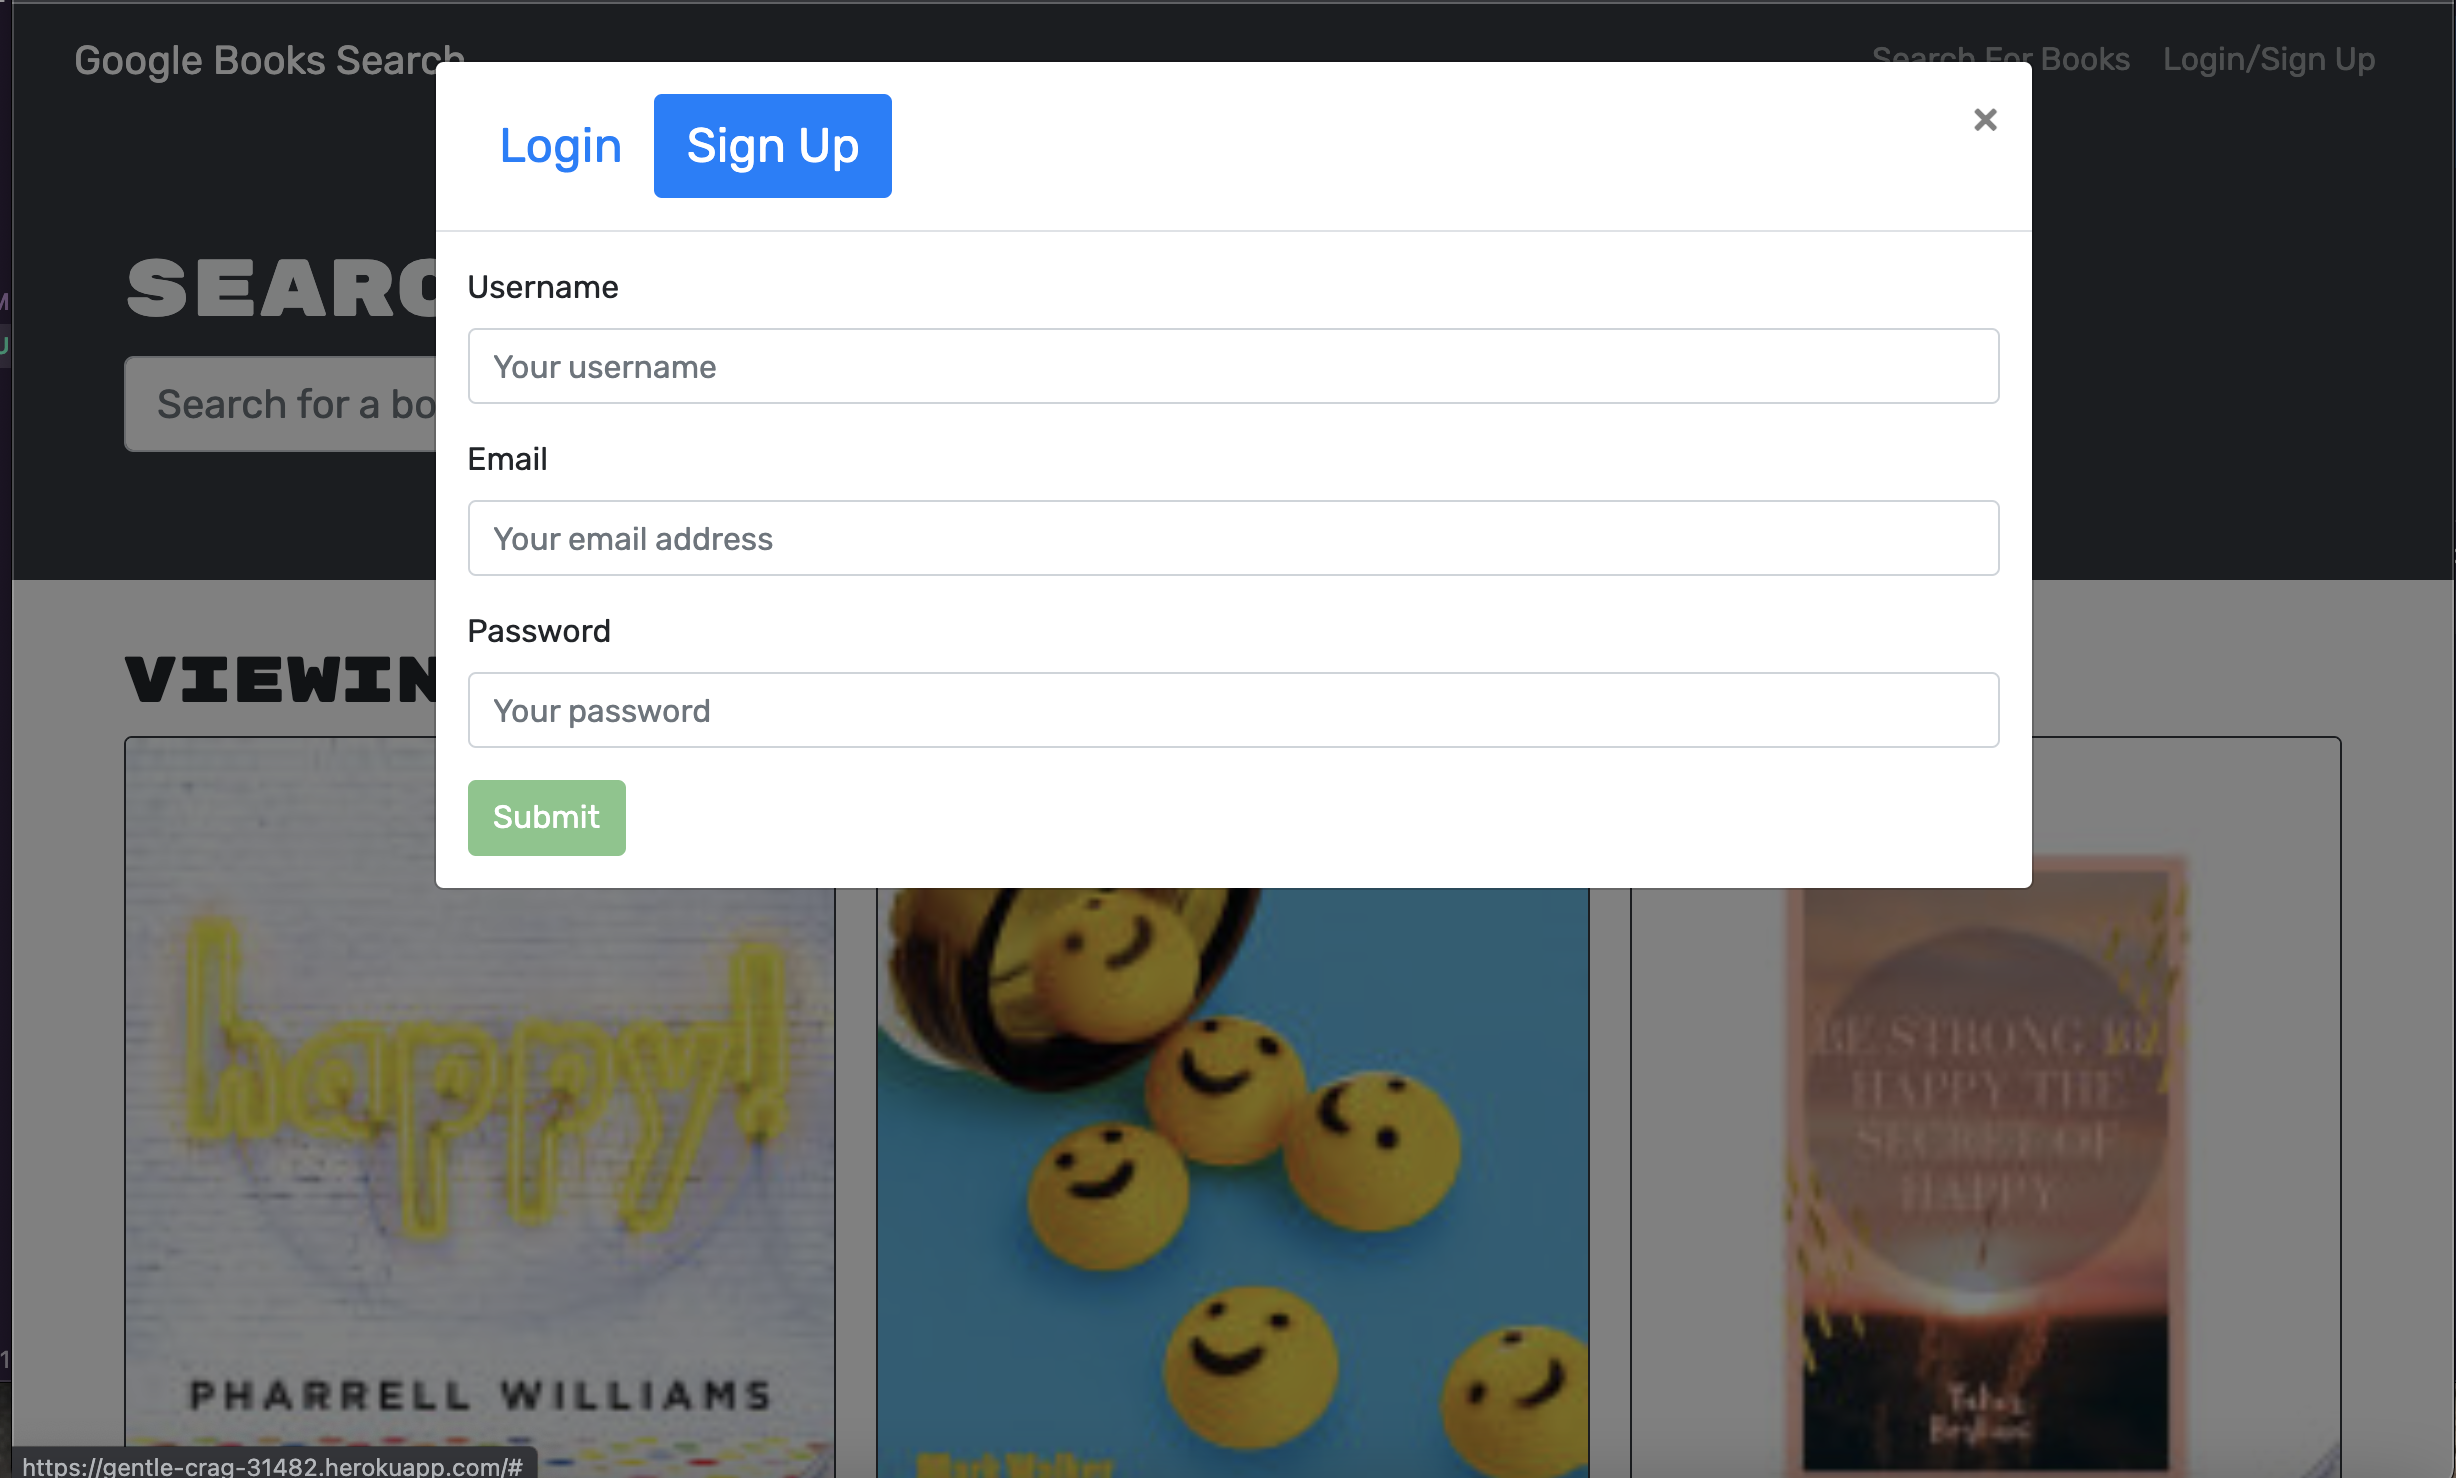 Google Books Search
Search For Books
Login/Sign Up
Login
Sign Up
×
SEARC
Search for a bo
Username
Your username
Email
Your email address
Password
Your password
Submit
VIEWIN
happy!
PHARRELL WILLIAMS
Mark Walker
BE STRONG BE
HAPPY THE
SECRET OF
HAPPY
https://gentle-crag-31482.herokuapp.com/#